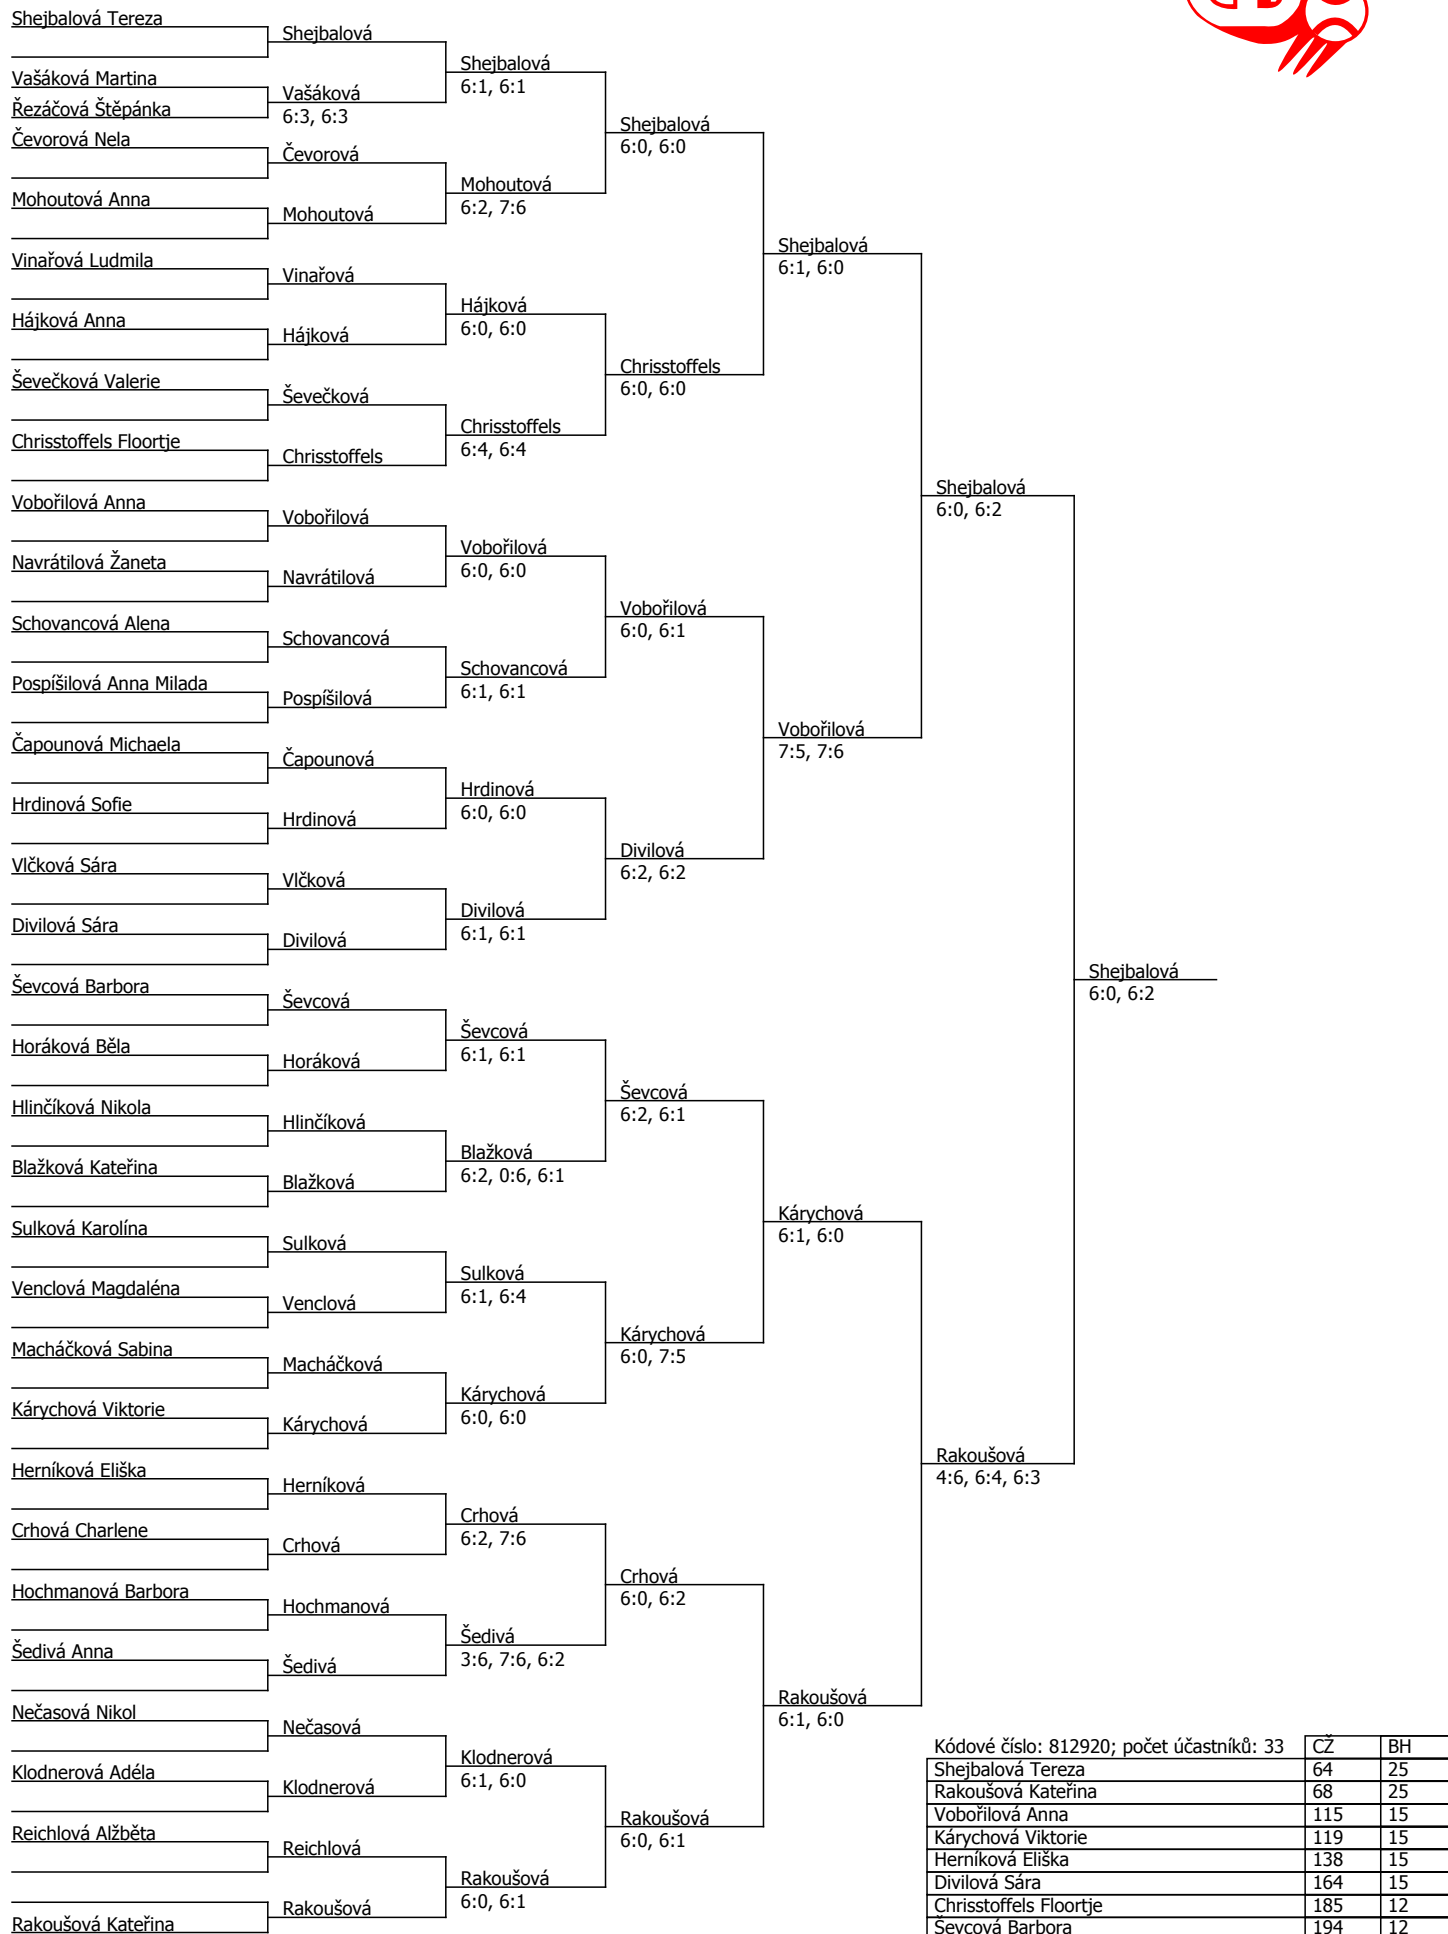 Shejbalová Tereza
Vašáková Martina
Řezáčová Štěpánka
Čevorová Nela
Mohoutová Anna
Vinařová Ludmila
Hájková Anna
Ševečková Valerie
Chrisstoffels Floortje
Vobořilová Anna
Navrátilová Žaneta
Schovancová Alena
Pospíšilová Anna Milada
Čapounová Michaela
Hrdinová Sofie
Vlčková Sára
Divilová Sára
Ševcová Barbora
Horáková Běla
Hlinčíková Nikola
Blažková Kateřina
Sulková Karolína
Venclová Magdaléna
Macháčková Sabina
Kárychová Viktorie
Herníková Eliška
Crhová Charlene
Hochmanová Barbora
Šedivá Anna
Nečasová Nikol
Klodnerová Adéla
Reichlová Alžběta
Rakoušová Kateřina
Shejbalová
Vašáková
6:3, 6:3
Čevorová
Mohoutová
Vinařová
Hájková
Ševečková
Chrisstoffels
Vobořilová
Navrátilová
Schovancová
Pospíšilová
Čapounová
Hrdinová
Vlčková
Divilová
Ševcová
Horáková
Hlinčíková
Blažková
Sulková
Venclová
Macháčková
Kárychová
Herníková
Crhová
Hochmanová
Šedivá
Nečasová
Klodnerová
Reichlová
Rakoušová
Shejbalová
6:1, 6:1
Mohoutová
6:2, 7:6
Hájková
6:0, 6:0
Chrisstoffels
6:4, 6:4
Vobořilová
6:0, 6:0
Schovancová
6:1, 6:1
Hrdinová
6:0, 6:0
Divilová
6:1, 6:1
Ševcová
6:1, 6:1
Blažková
6:2, 0:6, 6:1
Sulková
6:1, 6:4
Kárychová
6:0, 6:0
Crhová
6:2, 7:6
Šedivá
3:6, 7:6, 6:2
Klodnerová
6:1, 6:0
Rakoušová
6:0, 6:1
Shejbalová
6:0, 6:0
Chrisstoffels
6:0, 6:0
Vobořilová
6:0, 6:1
Divilová
6:2, 6:2
Ševcová
6:2, 6:1
Kárychová
6:0, 7:5
Crhová
6:0, 6:2
Rakoušová
6:0, 6:1
Shejbalová
6:1, 6:0
Vobořilová
7:5, 7:6
Kárychová
6:1, 6:0
Rakoušová
6:1, 6:0
Shejbalová
6:0, 6:2
Rakoušová
4:6, 6:4, 6:3
Shejbalová
6:0, 6:2
Kódové číslo: 812920; počet účastníků: 33 CŽ BH
Shejbalová Tereza 64 25
Rakoušová Kateřina 68 25
Vobořilová Anna 115 15
Kárychová Viktorie 119 15
Herníková Eliška 138 15
Divilová Sára 164 15
Chrisstoffels Floortje 185 12
Ševcová Barbora 194 12